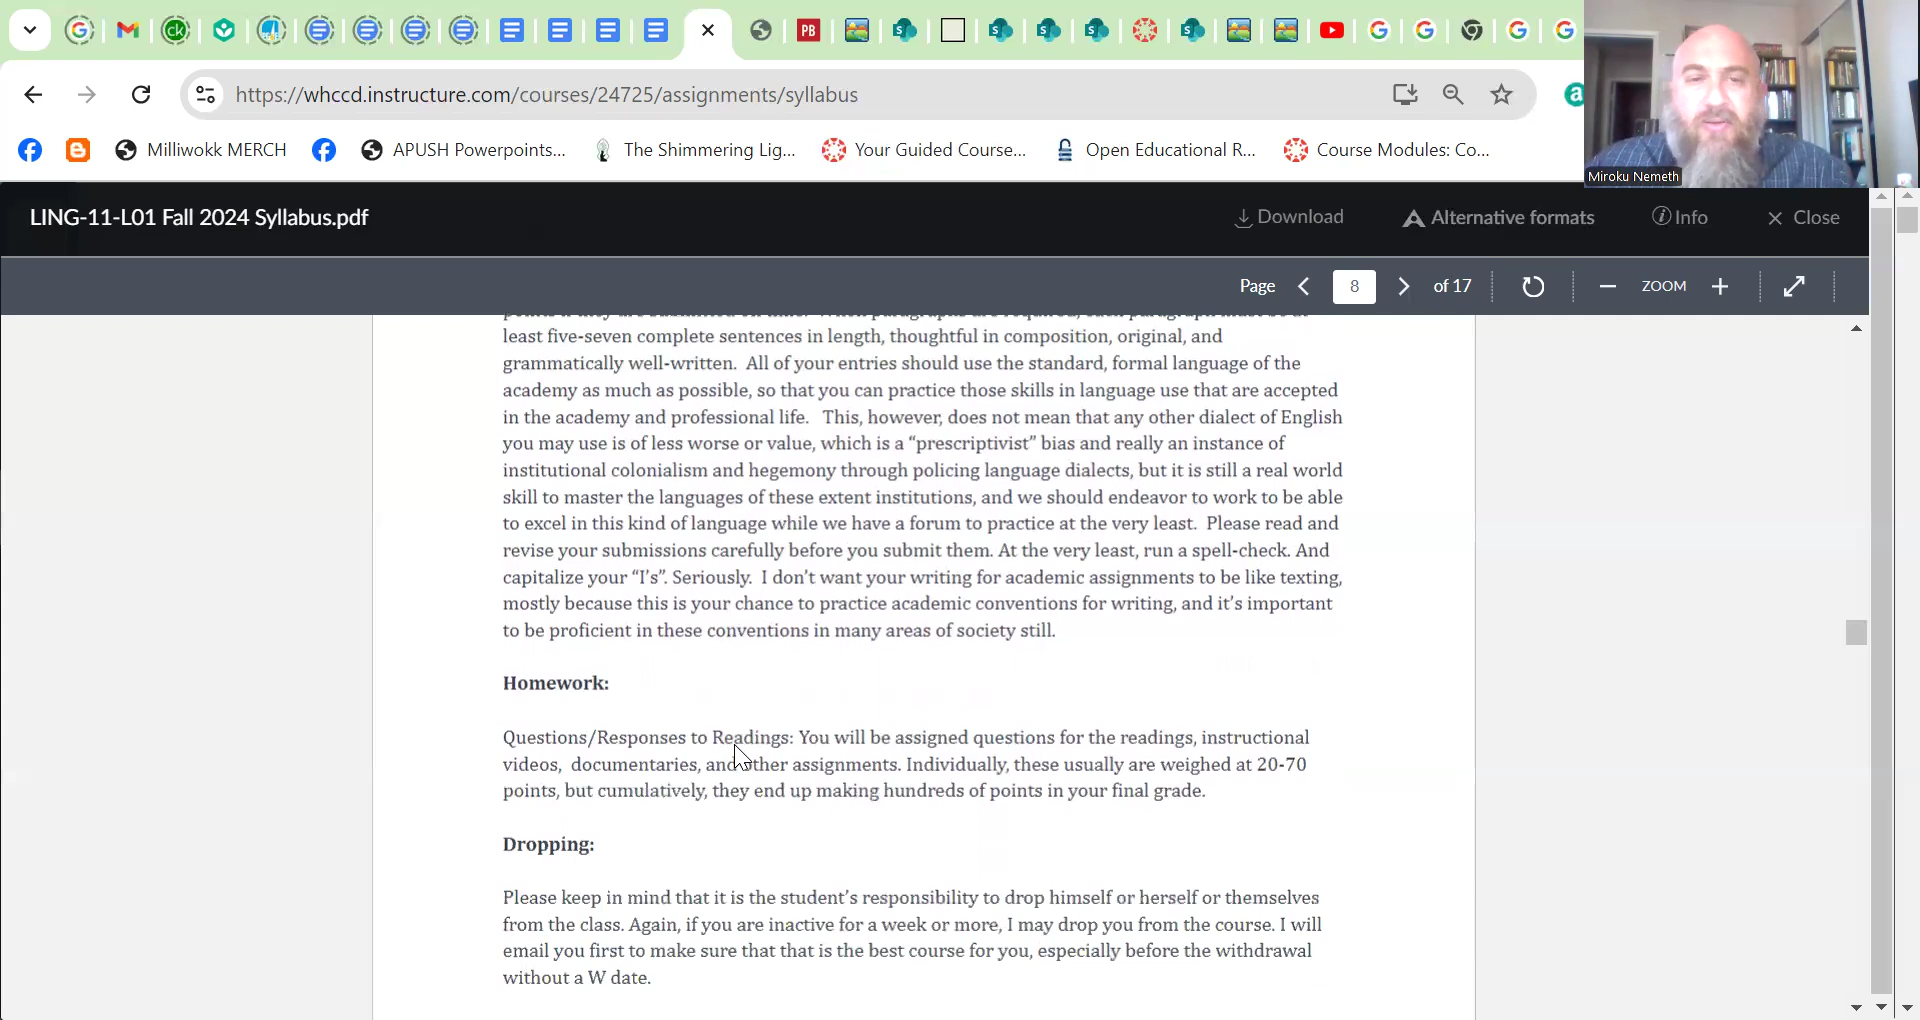 https://whccd.instructure.com/courses/24725/assignments/syllabus
Milliwokk MERCH
APUSH Powerpoints...
The Shimmering Lig...
Your Guided Course...
Open Educational R...
Course Modules: Co...
Miroku Nemeth
LING-11-L01 Fall 2024 Syllabus.pdf
Download
Alternative formats
Info
Close
Page 8 of 17
ZOOM
least five-seven complete sentences in length, thoughtful in composition, original, and
grammatically well-written.  All of your entries should use the standard, formal language of the
academy as much as possible, so that you can practice those skills in language use that are accepted
in the academy and professional life.   This, however, does not mean that any other dialect of English
you may use is of less worse or value, which is a “prescriptivist” bias and really an instance of
institutional colonialism and hegemony through policing language dialects, but it is still a real world
skill to master the languages of these extent institutions, and we should endeavor to work to be able
to excel in this kind of language while we have a forum to practice at the very least.  Please read and
revise your submissions carefully before you submit them. At the very least, run a spell-check. And
capitalize your “I’s”. Seriously.  I don’t want your writing for academic assignments to be like texting,
mostly because this is your chance to practice academic conventions for writing, and it’s important
to be proficient in these conventions in many areas of society still.
Homework:
Questions/Responses to Readings: You will be assigned questions for the readings, instructional
videos,  documentaries, and other assignments. Individually, these usually are weighed at 20-70
points, but cumulatively, they end up making hundreds of points in your final grade.
Dropping:
Please keep in mind that it is the student’s responsibility to drop himself or herself or themselves
from the class. Again, if you are inactive for a week or more, I may drop you from the course. I will
email you first to make sure that that is the best course for you, especially before the withdrawal
without a W date.